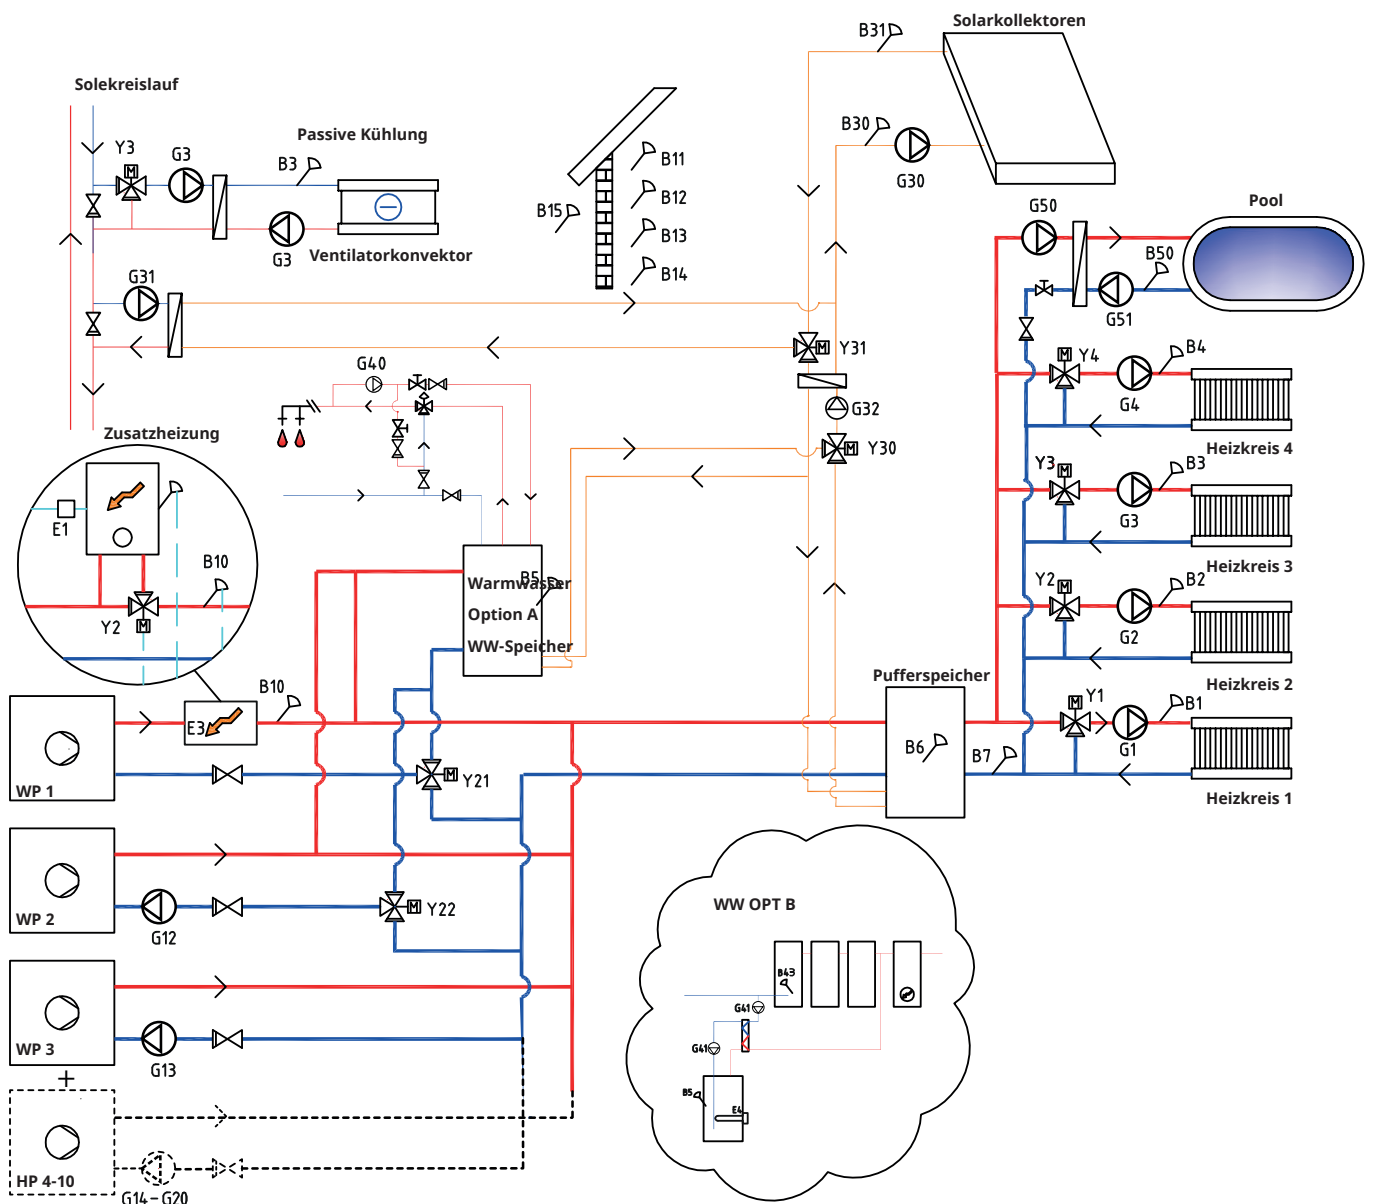 Solarkollektoren
B31
Solekreislauf
B30
G30
Passive Kühlung
Y3
G3
B3
B11
B12
B15
B13
B14
G3
Ventilatorkonvektor
Pool
G50
B50
G51
G31
Y31
Y4
B4
G4
Heizkreis 4
G40
G32
Y30
Zusatzheizung
E1
B10
Y2
Y3
B3
G3
Heizkreis 3
B5
Warmwasser
Option A
WW-Speicher
Y2
B2
G2
Heizkreis 2
Pufferspeicher
B10
E3
Y1
B1
G1
B6
B7
Heizkreis 1
WP 1
Y21
WP 2
G12
Y22
WW OPT B
B43
G41
G41
B5
E4
WP 3
G13
+
HP 4-10
G14-G20